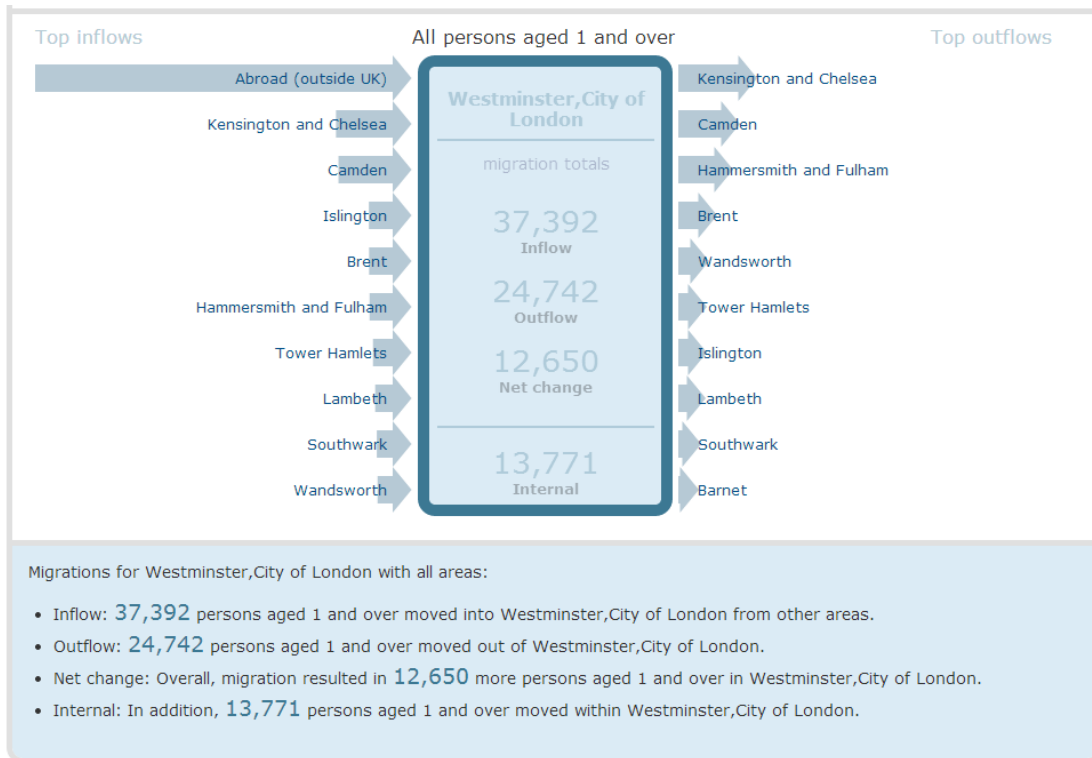 Top inflows
All persons aged 1 and over
Top outflows
Abroad (outside UK)
Kensington and Chelsea
Camden
Islington
Brent
Hammersmith and Fulham
Tower Hamlets
Lambeth
Southwark
Wandsworth
Westminster,City of
London
migration totals
37,392
Inflow
24,742
Outflow
12,650
Net change
13,771
Internal
Kensington and Chelsea
Camden
Hammersmith and Fulham
Brent
Wandsworth
Tower Hamlets
Islington
Lambeth
Southwark
Barnet
Migrations for Westminster,City of London with all areas:
• Inflow: 37,392 persons aged 1 and over moved into Westminster,City of London from other areas.
• Outflow: 24,742 persons aged 1 and over moved out of Westminster,City of London.
• Net change: Overall, migration resulted in 12,650 more persons aged 1 and over in Westminster,City of London.
• Internal: In addition, 13,771 persons aged 1 and over moved within Westminster,City of London.